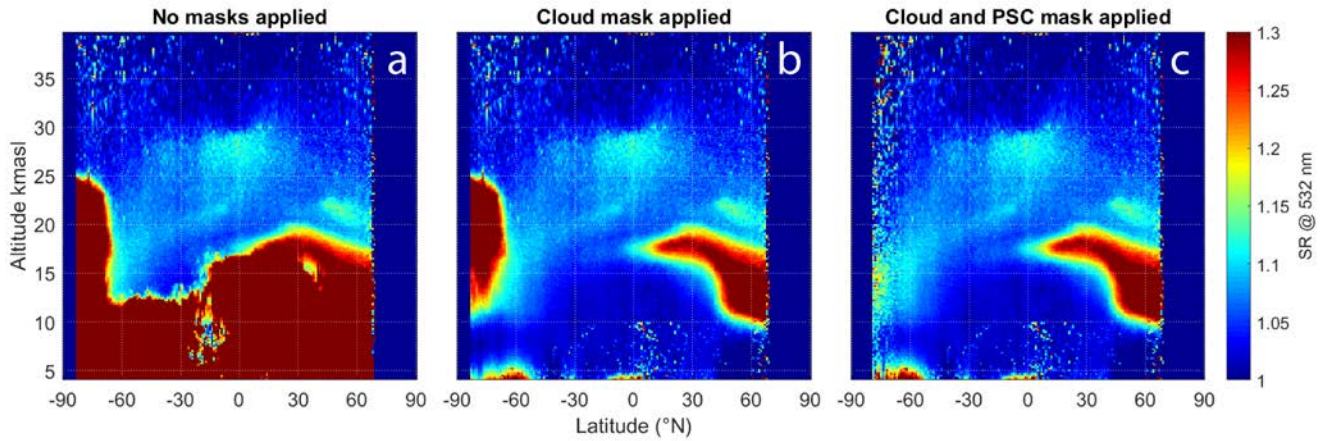 No masks applied
Cloud mask applied
Cloud and PSC mask applied
a
b
c
35
30
25
20
15
10
5
Altitude kmasl
-90 -60 -30 0 30 60 90
-90 -60 -30 0 30 60 90
-90 -60 -30 0 30 60 90
Latitude (°N)
1.3
1.25
1.2
1.15
1.1
1.05
1
SR @ 532 nm